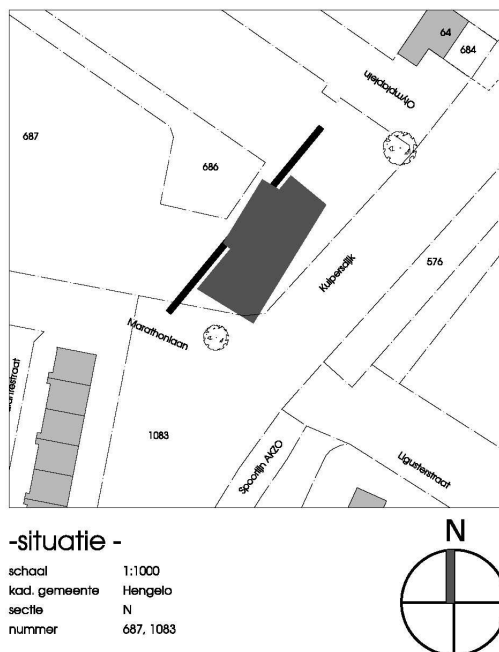 64
684
Olympiaplein
687
686
Kuipersdijk
576
Marathonlaan
1083
Spoorlijn AKZO
Ligusterstraat
-situatie -
schaal 1:1000
kad. gemeente Hengelo
sectie N
nummer 687, 1083
N